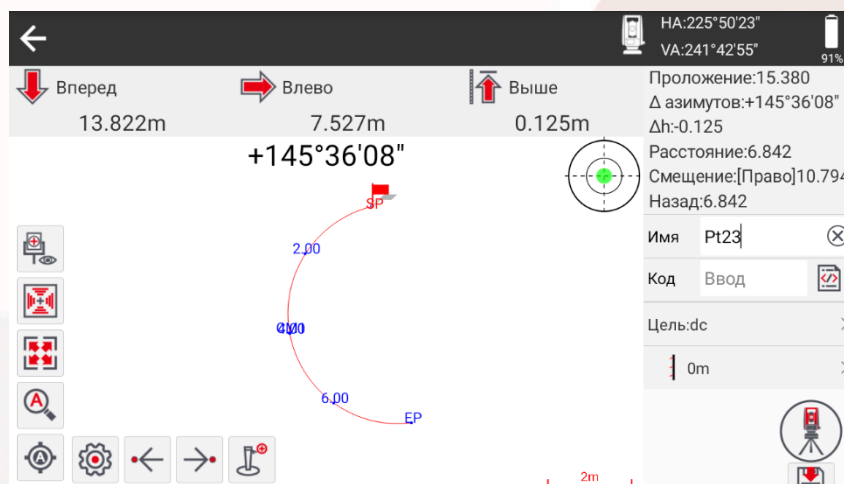 HA:225°50'23"
VA:241°42'55"
91%
Вперед
13.822m
Влево
7.527m
Выше
0.125m
+145°36'08"
SP
2.00
6.00
EP
2m
Проложение:15.380
Δ азимутов:+145°36'08"
Δh:-0.125
Расстояние:6.842
Смещение:[Право]10.794
Назад:6.842
Имя Pt23
Код Ввод
Цель:dc
0m